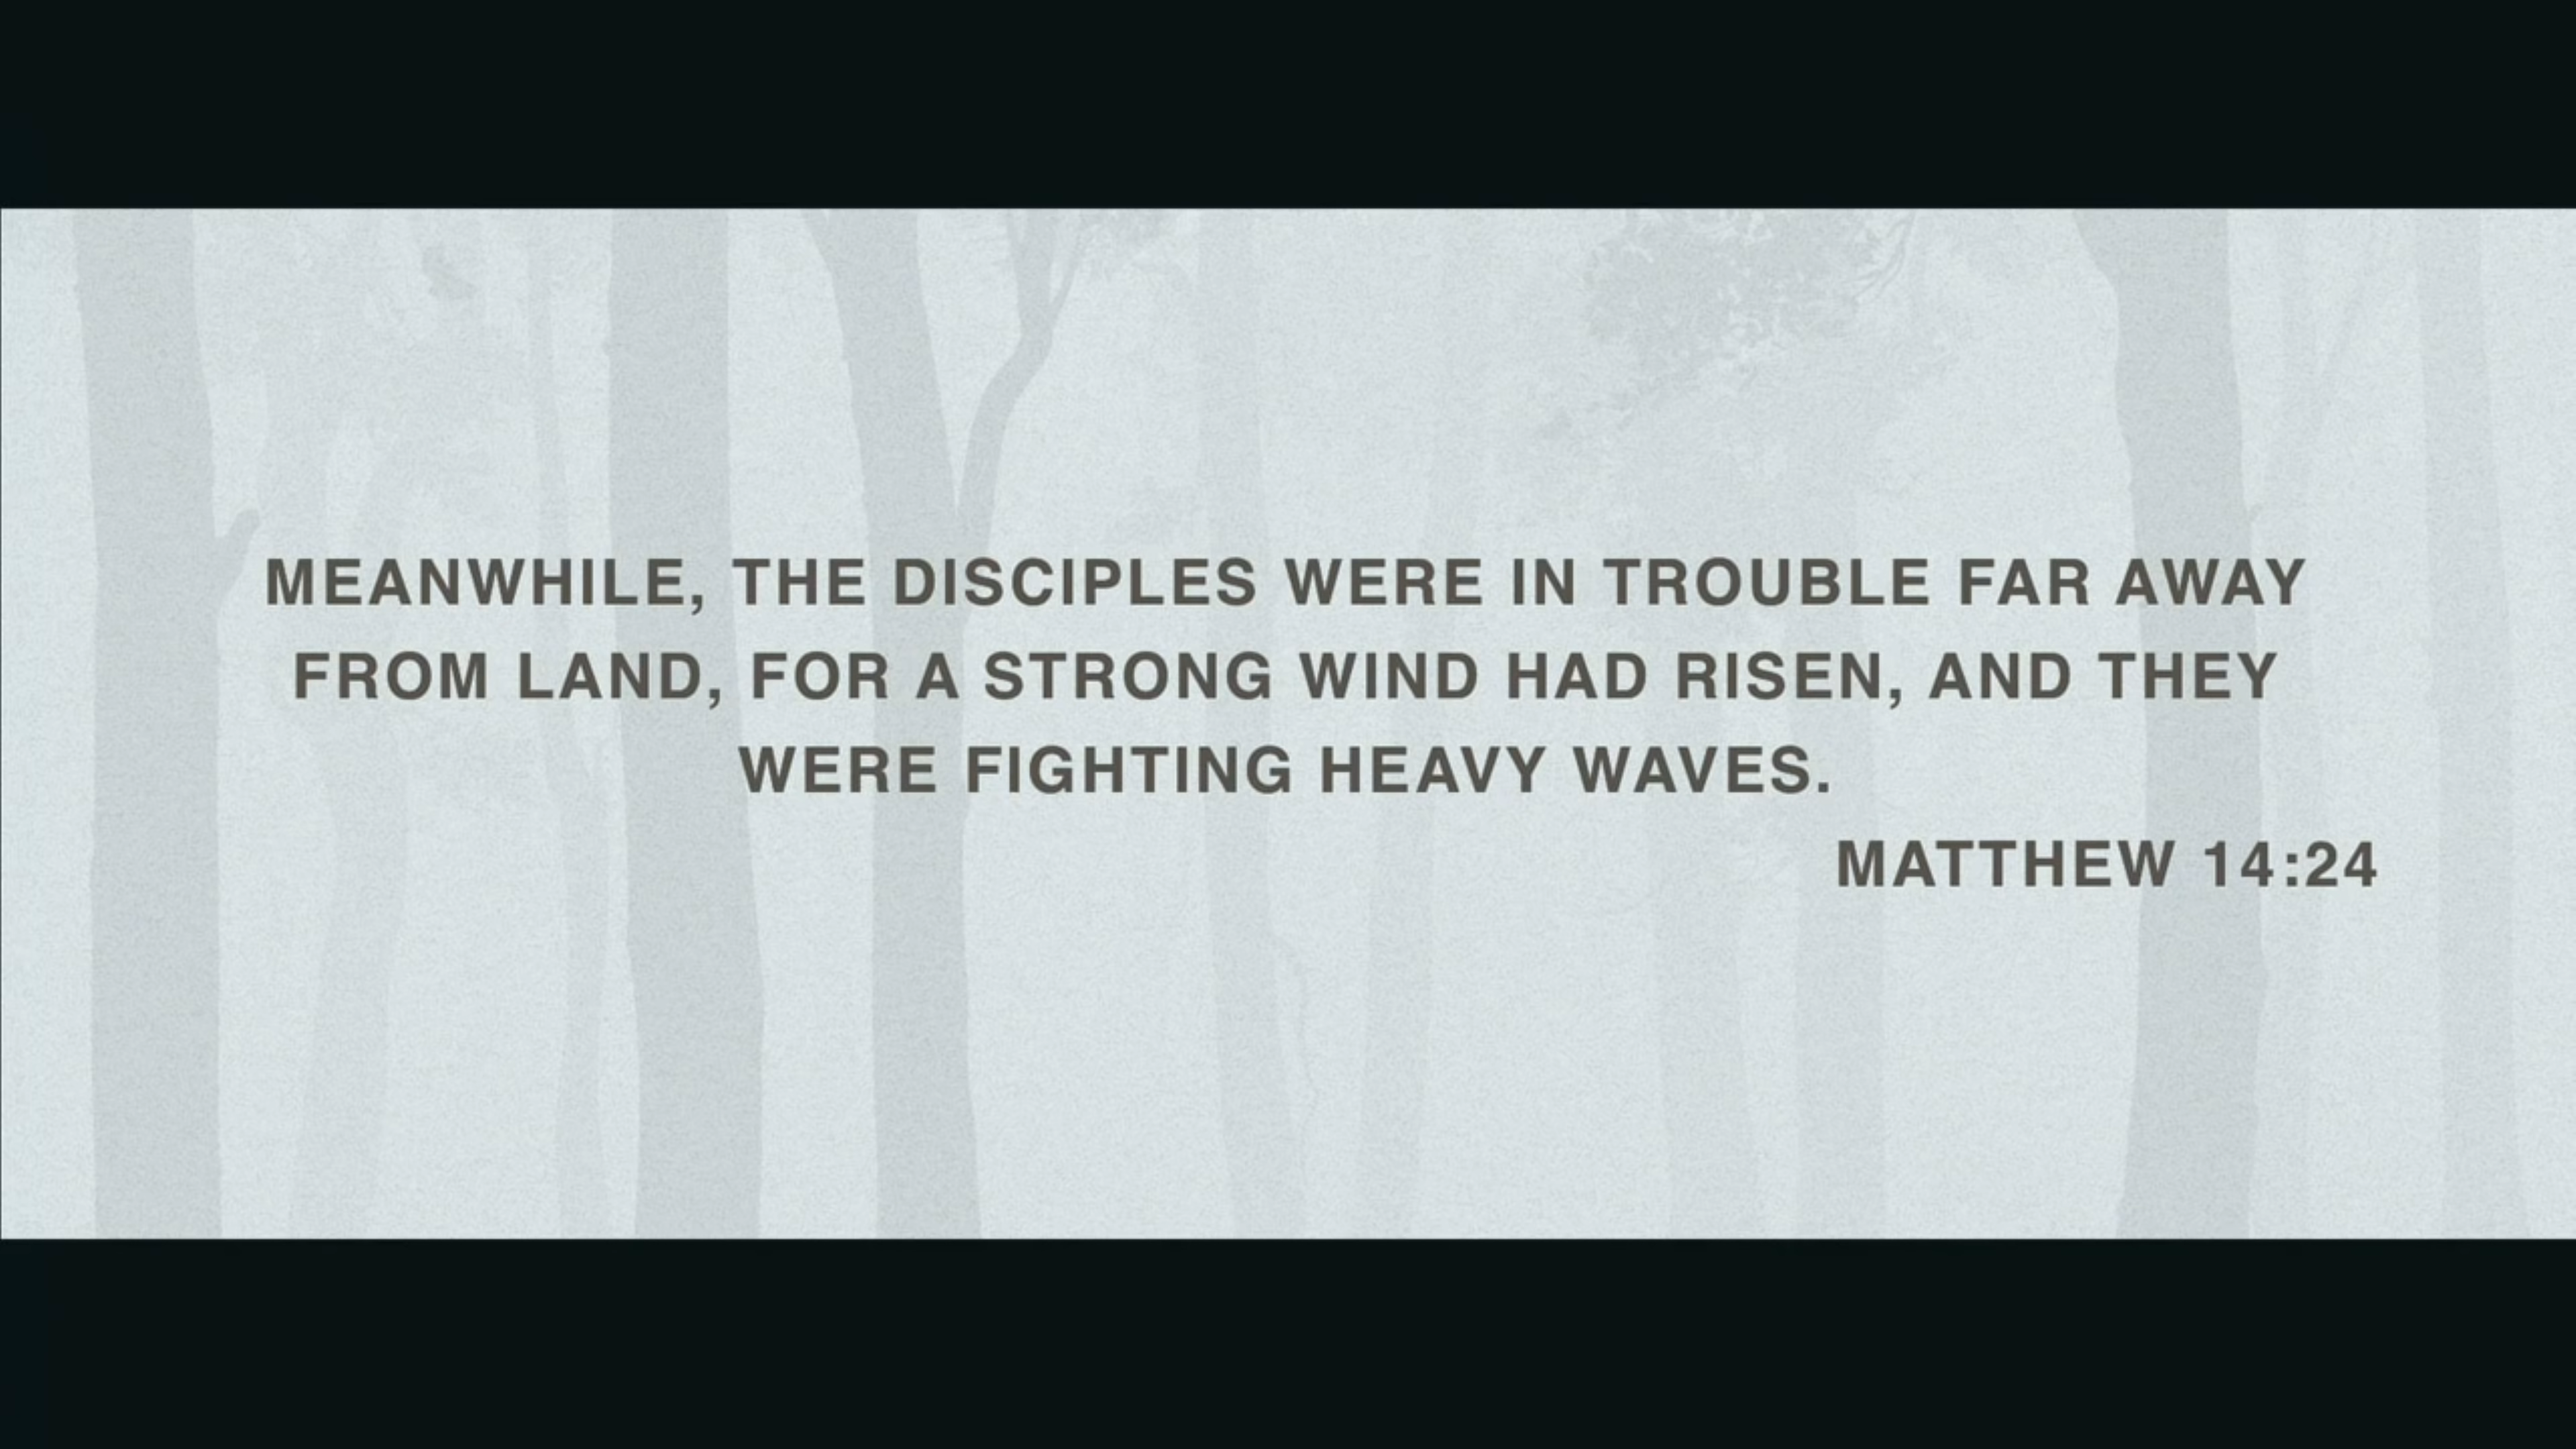 MEANWHILE, THE DISCIPLES WERE IN TROUBLE FAR AWAY
FROM LAND, FOR A STRONG WIND HAD RISEN, AND THEY
WERE FIGHTING HEAVY WAVES.
MATTHEW 14:24